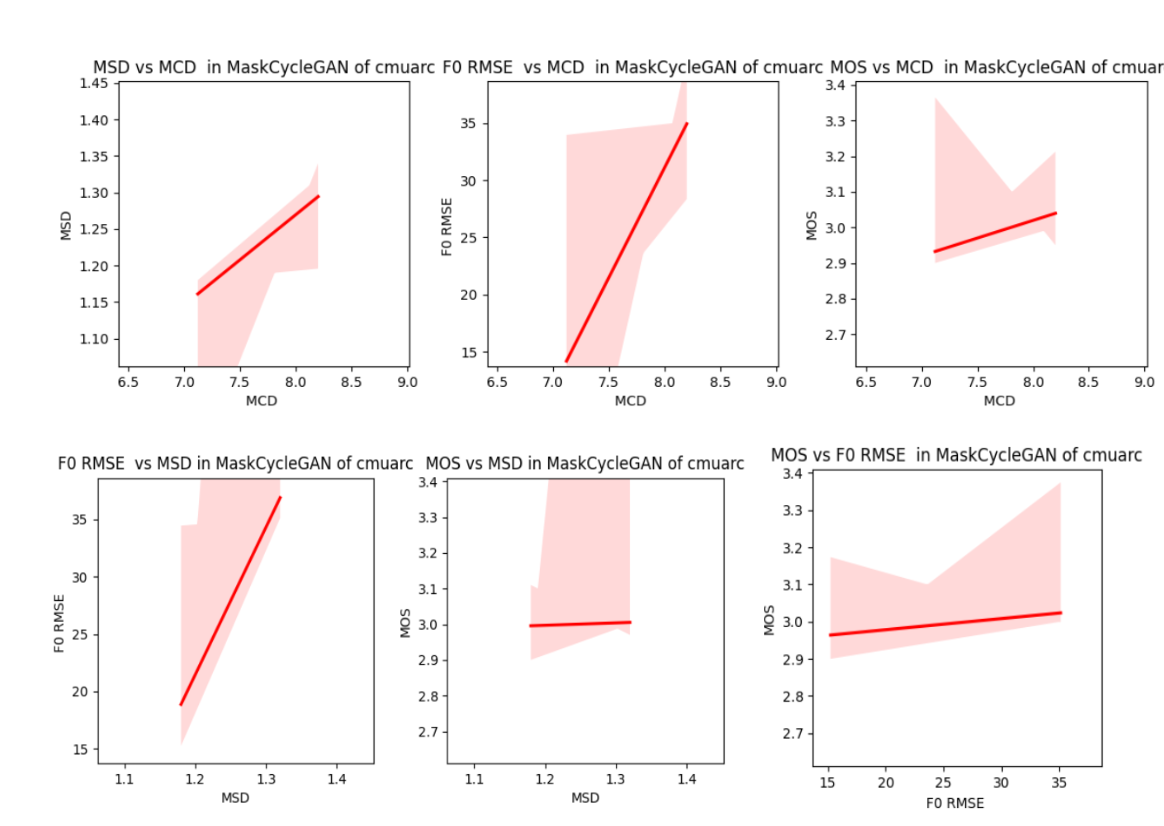 MSD vs MCD  in MaskCycleGAN of cmuarc
F0 RMSE  vs MCD  in MaskCycleGAN of cmuarc
MOS vs MCD  in MaskCycleGAN of cmuar
1.45
1.40
1.35
1.30
1.25
1.20
1.15
1.10
MSD
6.5 7.0 7.5 8.0 8.5 9.0
MCD
35
30
25
20
15
F0 RMSE
6.5 7.0 7.5 8.0 8.5 9.0
MCD
3.4
3.3
3.2
3.1
3.0
2.9
2.8
2.7
MOS
6.5 7.0 7.5 8.0 8.5 9.0
MCD
F0 RMSE  vs MSD in MaskCycleGAN of cmuarc
MOS vs MSD in MaskCycleGAN of cmuarc
MOS vs F0 RMSE  in MaskCycleGAN of cmuarc
35
30
25
20
15
F0 RMSE
1.1 1.2 1.3 1.4
MSD
3.4
3.3
3.2
3.1
3.0
2.9
2.8
2.7
MOS
1.1 1.2 1.3 1.4
MSD
3.4
3.3
3.2
3.1
3.0
2.9
2.8
2.7
MOS
15 20 25 30 35
F0 RMSE